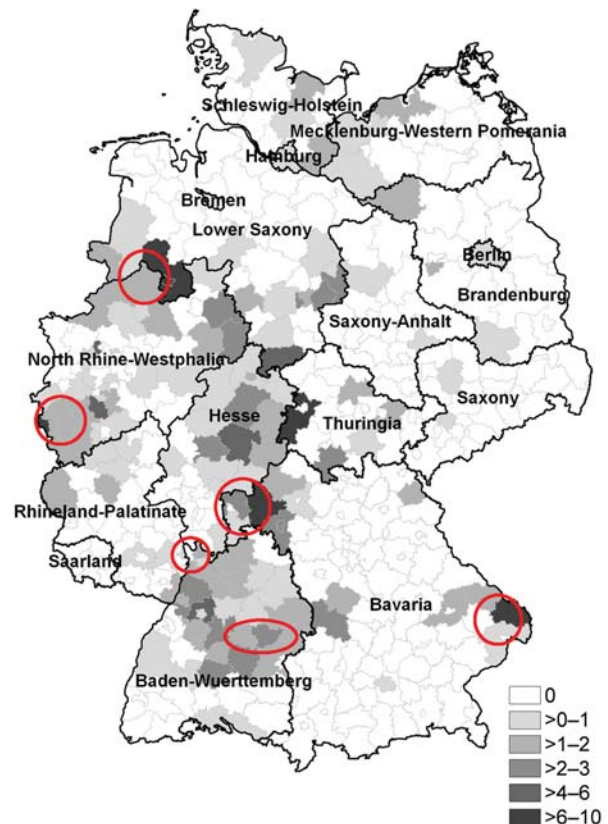 Schleswig-Holstein
Mecklenburg-Western Pomerania
Hamburg
Bremen
Lower Saxony
Berlin
Brandenburg
Saxony-Anhalt
North Rhine-Westphalia
Hesse
Thuringia
Saxony
Rhineland-Palatinate
Saarland
Bavaria
Baden-Wuerttemberg
0
>0–1
>1–2
>2–3
>4–6
>6–10